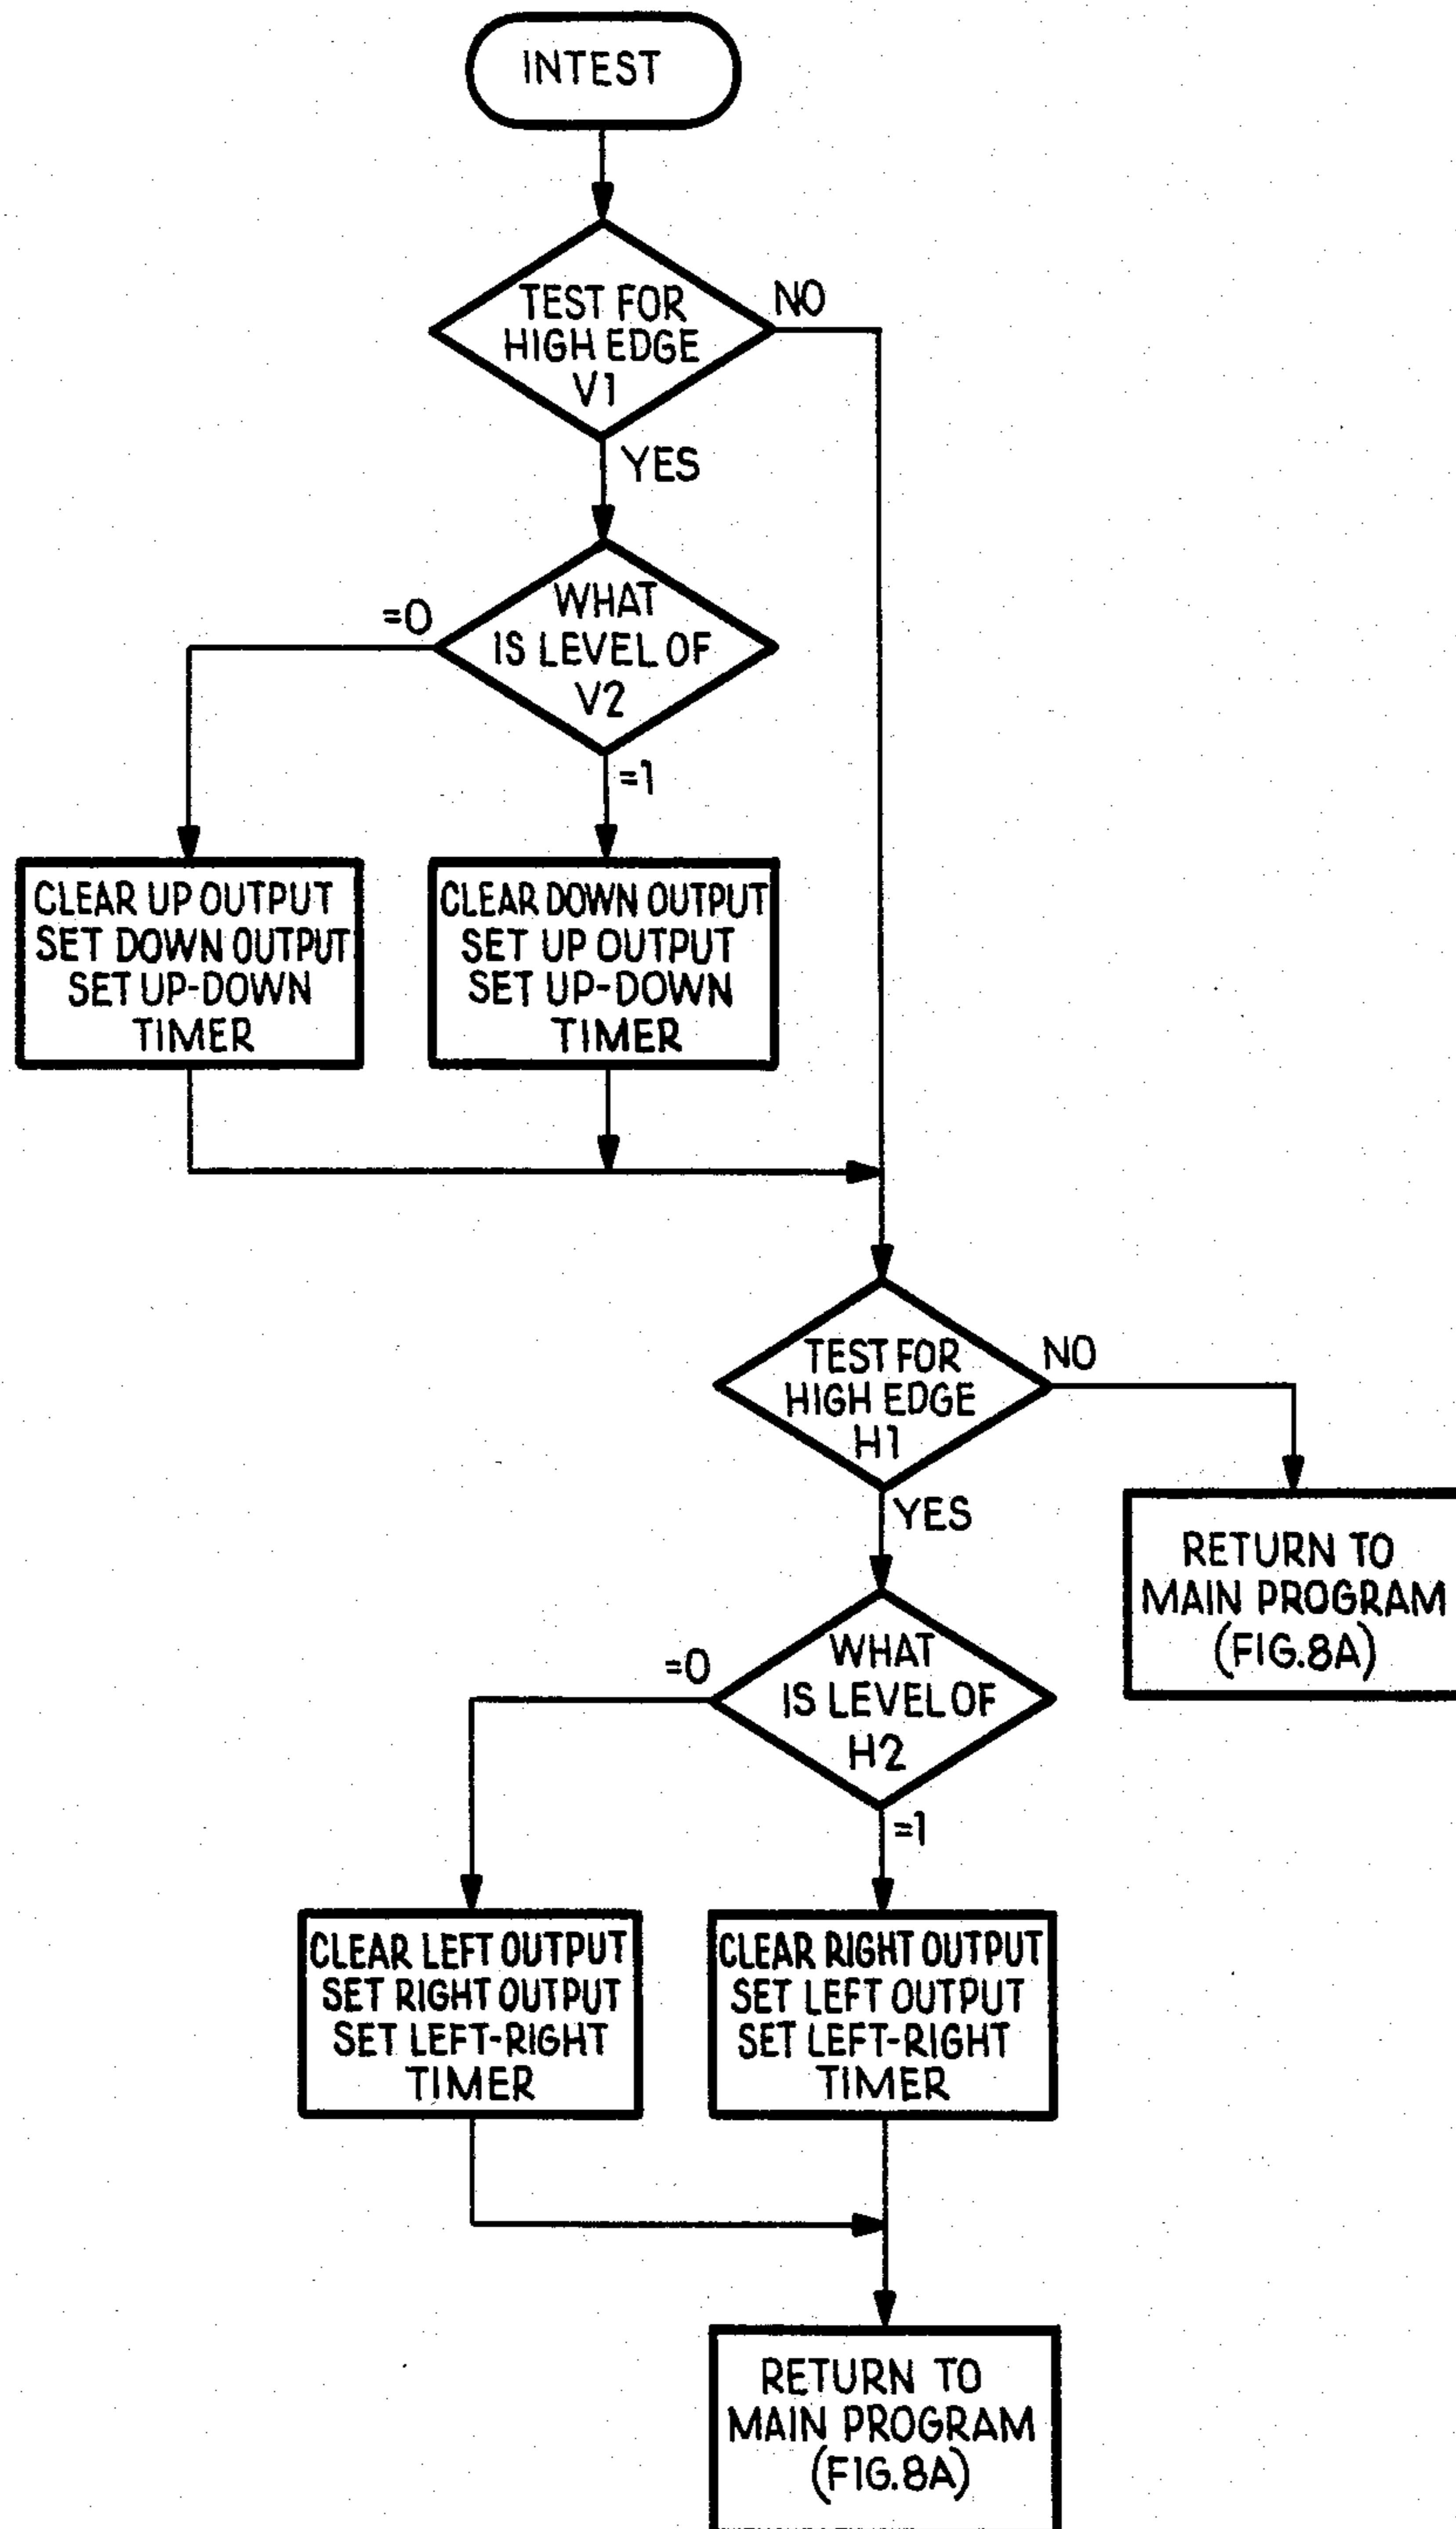 INTEST
TEST FOR
HIGH EDGE
V1
NO
YES
WHAT
IS LEVEL OF
V2
=0
=1
CLEAR UP OUTPUT
SET DOWN OUTPUT
SET UP-DOWN
TIMER
CLEAR DOWN OUTPUT
SET UP OUTPUT
SET UP-DOWN
TIMER
TEST FOR
HIGH EDGE
H1
NO
YES
RETURN TO
MAIN PROGRAM
(FIG.8A)
WHAT
IS LEVEL OF
H2
=0
=1
CLEAR LEFT OUTPUT
SET RIGHT OUTPUT
SET LEFT-RIGHT
TIMER
CLEAR RIGHT OUTPUT
SET LEFT OUTPUT
SET LEFT-RIGHT
TIMER
RETURN TO
MAIN PROGRAM
(FIG.8A)